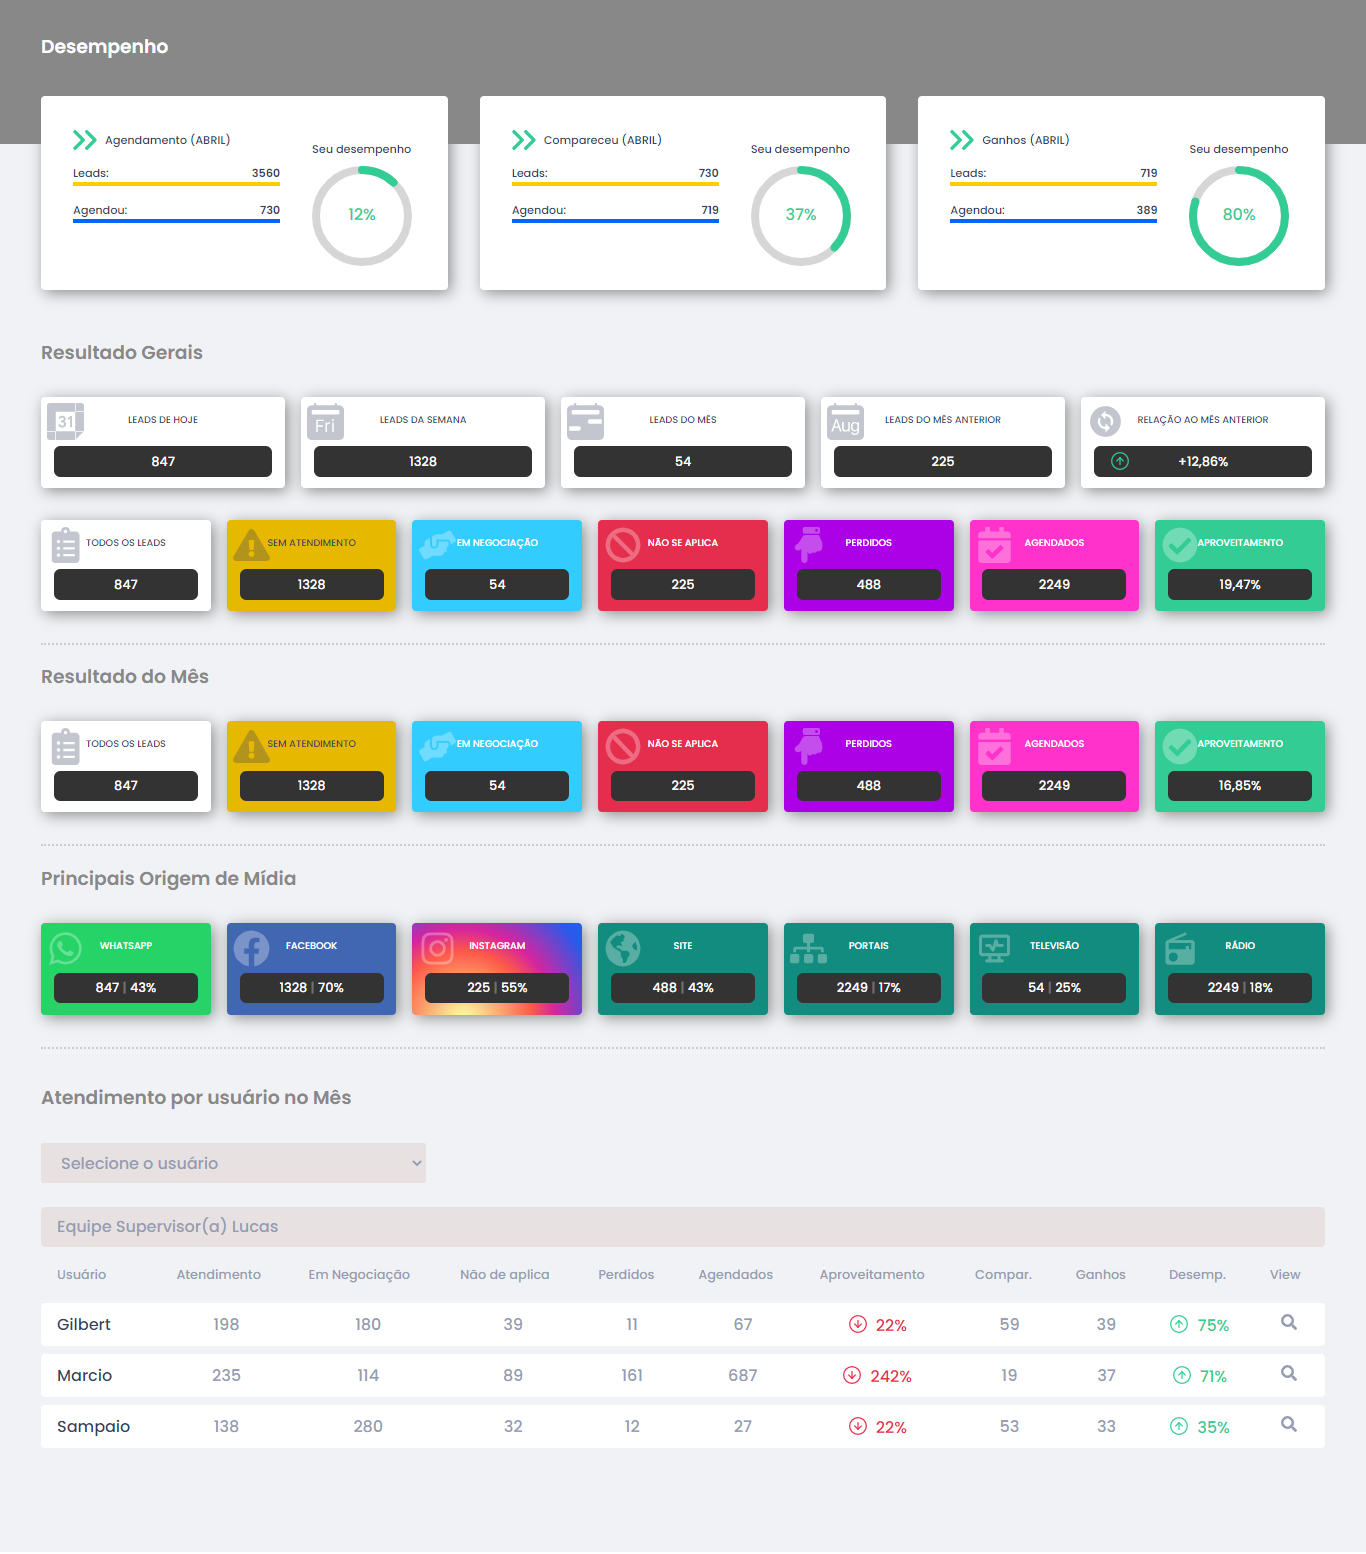 Desempenho
Agendamento (ABRIL)
Seu desempenho
Leads: 3560
Agendou: 730
12%
Compareceu (ABRIL)
Seu desempenho
Leads: 730
Agendou: 719
37%
Ganhos (ABRIL)
Seu desempenho
Leads: 719
Agendou: 389
80%
Resultado Gerais
31 LEADS DE HOJE
847
Fri LEADS DA SEMANA
1328
LEADS DO MÊS
54
Aug LEADS DO MÊS ANTERIOR
225
RELAÇÃO AO MÊS ANTERIOR
+12,86%
TODOS OS LEADS
847
SEM ATENDIMENTO
1328
EM NEGOCIAÇÃO
54
NÃO SE APLICA
225
PERDIDOS
488
AGENDADOS
2249
APROVEITAMENTO
19,47%
Resultado do Mês
TODOS OS LEADS
847
SEM ATENDIMENTO
1328
EM NEGOCIAÇÃO
54
NÃO SE APLICA
225
PERDIDOS
488
AGENDADOS
2249
APROVEITAMENTO
16,85%
Principais Origem de Mídia
WHATSAPP
847 | 43%
FACEBOOK
1328 | 70%
INSTAGRAM
225 | 55%
SITE
488 | 43%
PORTAIS
2249 | 17%
TELEVISÃO
54 | 25%
RÁDIO
2249 | 18%
Atendimento por usuário no Mês
Selecione o usuário
Equipe Supervisor(a) Lucas
Usuário Atendimento Em Negociação Não de aplica Perdidos Agendados Aproveitamento Compar. Ganhos Desemp. View
Gilbert 198 180 39 11 67 22% 59 39 75%
Marcio 235 114 89 161 687 242% 19 37 71%
Sampaio 138 280 32 12 27 22% 53 33 35%